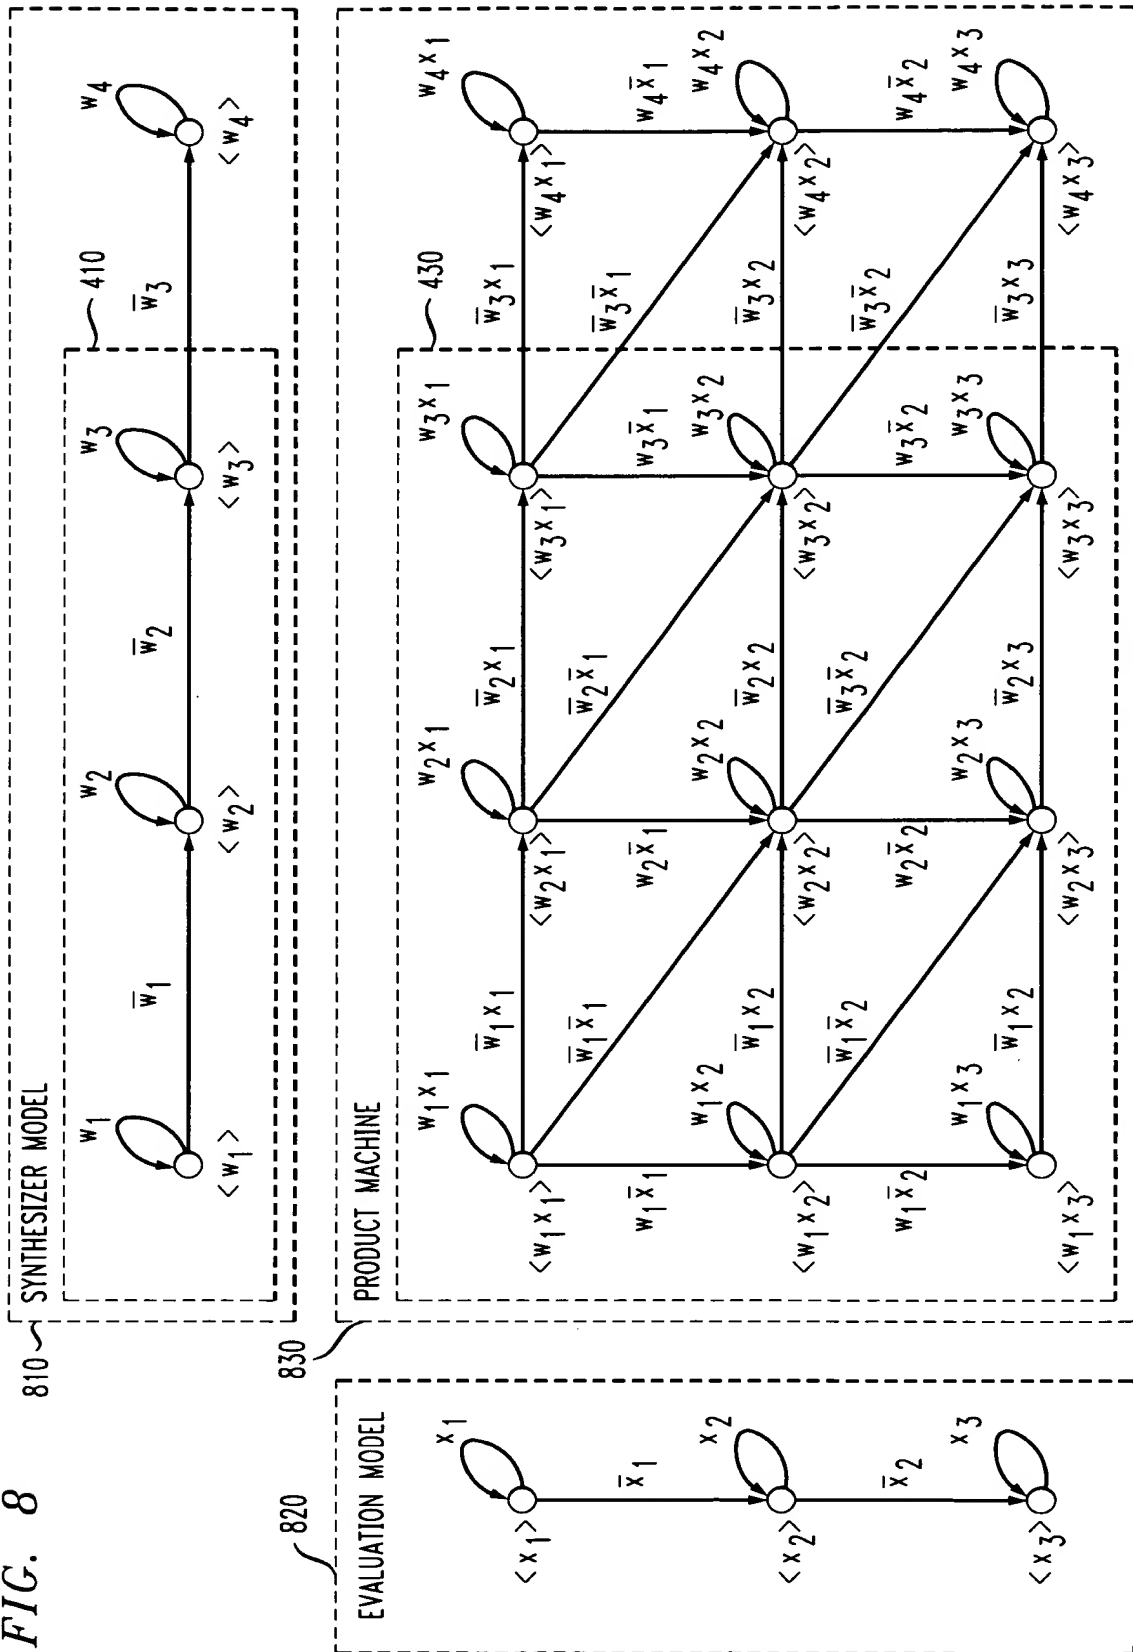 FIG. 8
810
SYNTHESIZER MODEL
410
w1
w2
w3
w4
w̄1
w̄2
w̄3
<w1>
<w2>
<w3>
<w4>
820
EVALUATION MODEL
x1
<x1>
x̄1
x2
<x2>
x̄2
x3
<x3>
830
PRODUCT MACHINE
430
w1x1
w2x1
w3x1
w4x1
w̄1x1
w̄2x1
w̄3x1
<w1x1>
<w2x1>
<w3x1>
<w4x1>
w1x̄1
w̄1x̄1
w2x̄1
w̄2x̄1
w3x̄1
w̄3x̄1
w4x̄1
w1x2
w2x2
w3x2
w4x2
w̄1x2
w̄2x2
w̄3x2
<w1x2>
<w2x2>
<w3x2>
<w4x2>
w1x̄2
w̄1x̄2
w2x̄2
w̄3x̄2
w3x̄2
w̄3x̄2
w4x̄2
w1x3
w2x3
w3x3
w4x3
w̄1x2
w̄2x3
w̄3x3
<w1x3>
<w2x3>
<w3x3>
<w4x3>